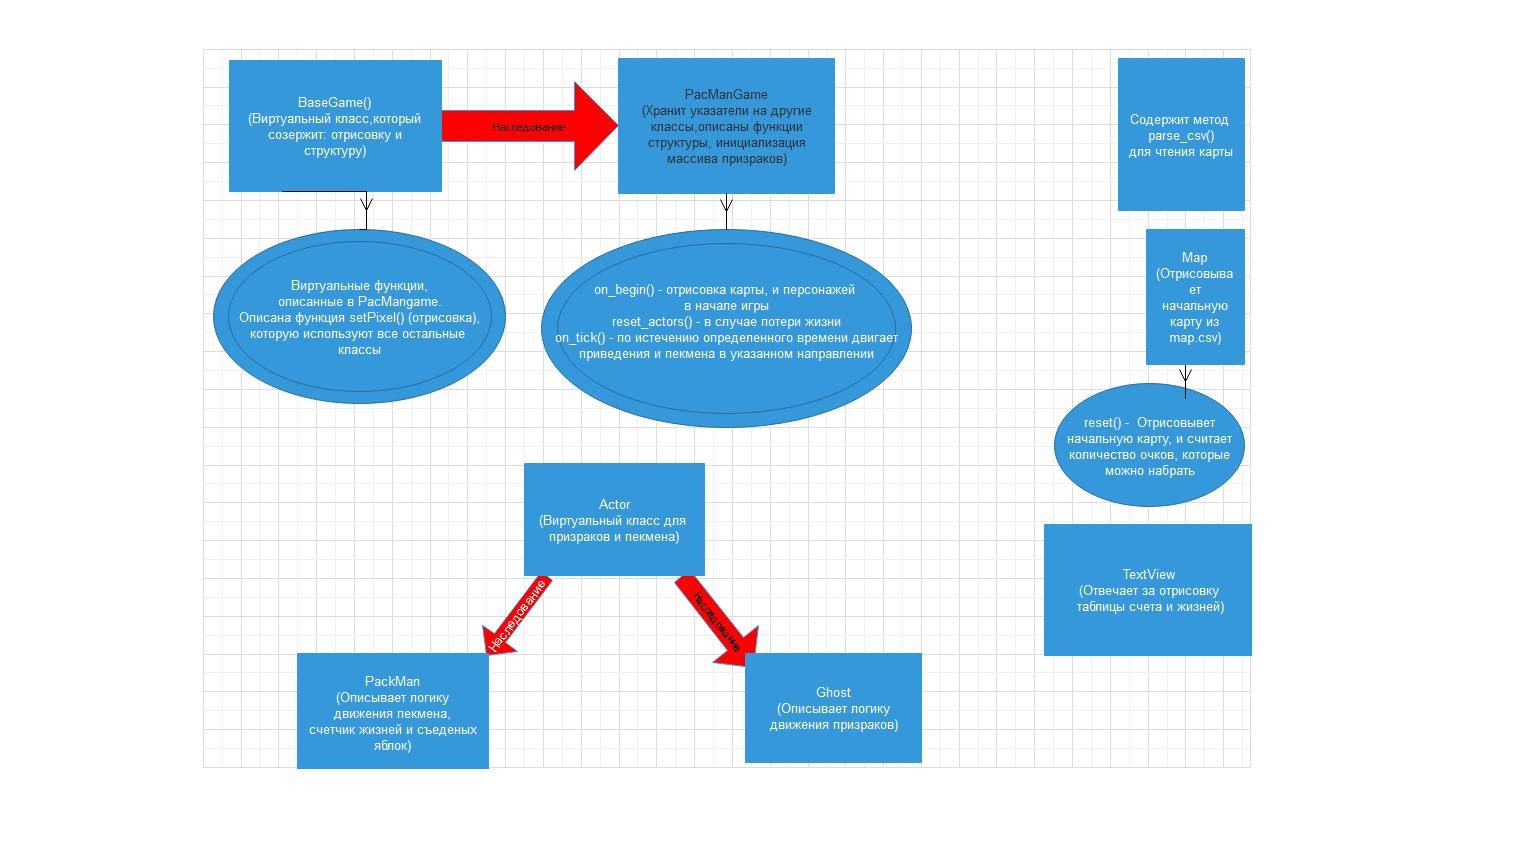 BaseGame()
(Виртуальный класс,который
созержит: отрисовку и
структуру)
Наследование
PacManGame
(Хранит указатели на другие
классы,описаны функции
структуры, инициализация
массива призраков)
Содержит метод
parse_csv()
для чтения карты
Виртуальные функции,
описанные в PacMangame.
Описана функция setPixel() (отрисовка),
которую используют все остальные
классы
on_begin() - отрисовка карты, и персонажей
в начале игры
reset_actors() - в случае потери жизни
on_tick() - по истечению определенного времени двигает
приведения и пекмена в указанном направлении
Map
(Отрисовыва
ет
начальную
карту из
map.csv)
reset() - Отрисовывет
начальную карту, и считает
количество очков, которые
можно набрать
Actor
(Виртуальный класс для
призраков и пекмена)
TextView
(Отвечает за отрисовку
таблицы счета и жизней)
Наследование
Наследование
PackMan
(Описывает логику
движения пекмена,
счетчик жизней и съеденых
яблок)
Ghost
(Описывает логику
движения призраков)